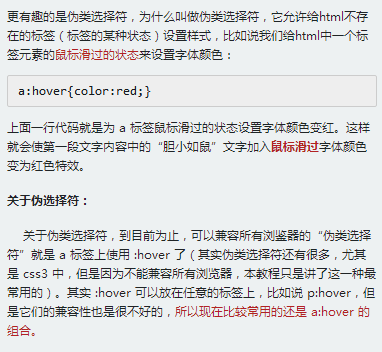 更有趣的是伪类选择符，为什么叫做伪类选择符，它允许给html不存
在的标签（标签的某种状态）设置样式，比如说我们给html中一个标
签元素的鼠标滑过的状态来设置字体颜色：
a:hover{color:red;}
上面一行代码就是为 a 标签鼠标滑过的状态设置字体颜色变红。这样
就会使第一段文字内容中的“胆小如鼠”文字加入鼠标滑过字体颜色
变为红色特效。
关于伪选择符：
关于伪类选择符，到目前为止，可以兼容所有浏鉴器的“伪类选择
符”就是 a 标签上使用 :hover 了（其实伪类选择符还有很多，尤其
是 css3 中，但是因为不能兼容所有浏览器，本教程只是讲了这一种最
常用的）。其实 :hover 可以放在任意的标签上，比如说 p:hover，但
是它们的兼容性也是很不好的，所以现在比较常用的还是 a:hover 的
组合。